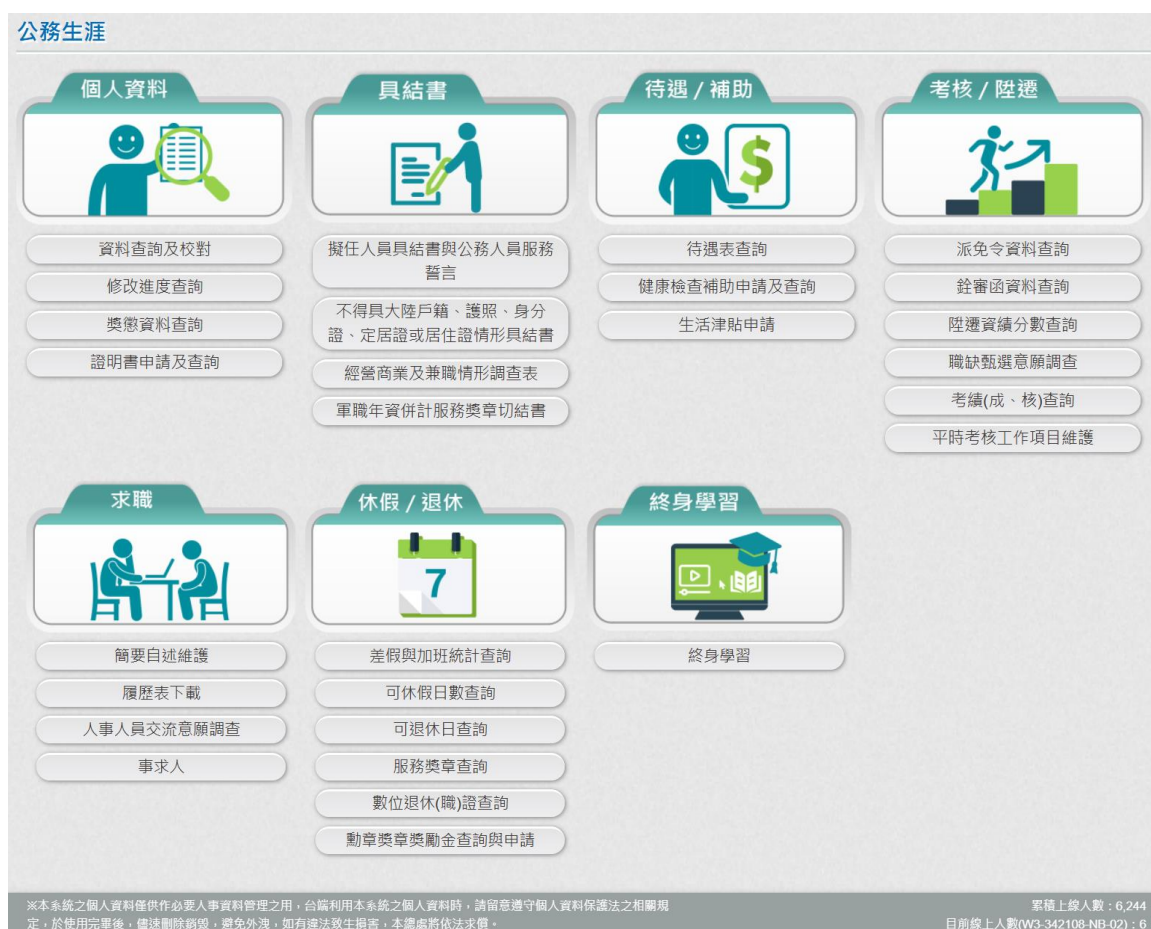 公務生涯
個人資料
資料查詢及校對
修改進度查詢
獎懲資料查詢
證明書申請及查詢
具結書
擬任人員具結書與公務人員服務
誓言
不得具大陸戶籍、護照、身分
證、定居證或居住證情形具結書
經營商業及兼職情形調查表
軍職年資併計服務獎章切結書
待遇 / 補助
$
待遇表查詢
健康檢查補助申請及查詢
生活津貼申請
考核 / 陞遷
派免令資料查詢
銓審函資料查詢
陞遷資績分數查詢
職缺甄選意願調查
考績(成、核)查詢
平時考核工作項目維護
求職
簡要自述維護
履歷表下載
人事人員交流意願調查
事求人
休假 / 退休
7
差假與加班統計查詢
可休假日數查詢
可退休日查詢
服務獎章查詢
數位退休(職)證查詢
勳章獎章獎勵金查詢與申請
終身學習
終身學習
※本系統之個人資料僅供作必要人事資料管理之用，台端利用本系統之個人資料時，請留意遵守個人資料保護法之相關規
定，於使用完畢後，儘速刪除銷毀，避免外洩，如有違法致生損害，本總處將依法求償。
累積上線人數：6,244
目前線上人數(W3-342108-NB-02)：6